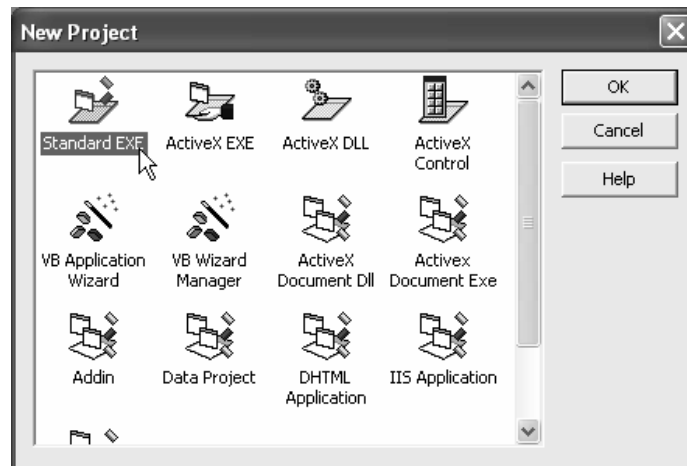 New Project
Standard EXE
ActiveX EXE
ActiveX DLL
ActiveX
Control
VB Application
Wizard
VB Wizard
Manager
ActiveX
Document Dll
Activex
Document Exe
Addin
Data Project
DHTML
Application
IIS Application
OK
Cancel
Help